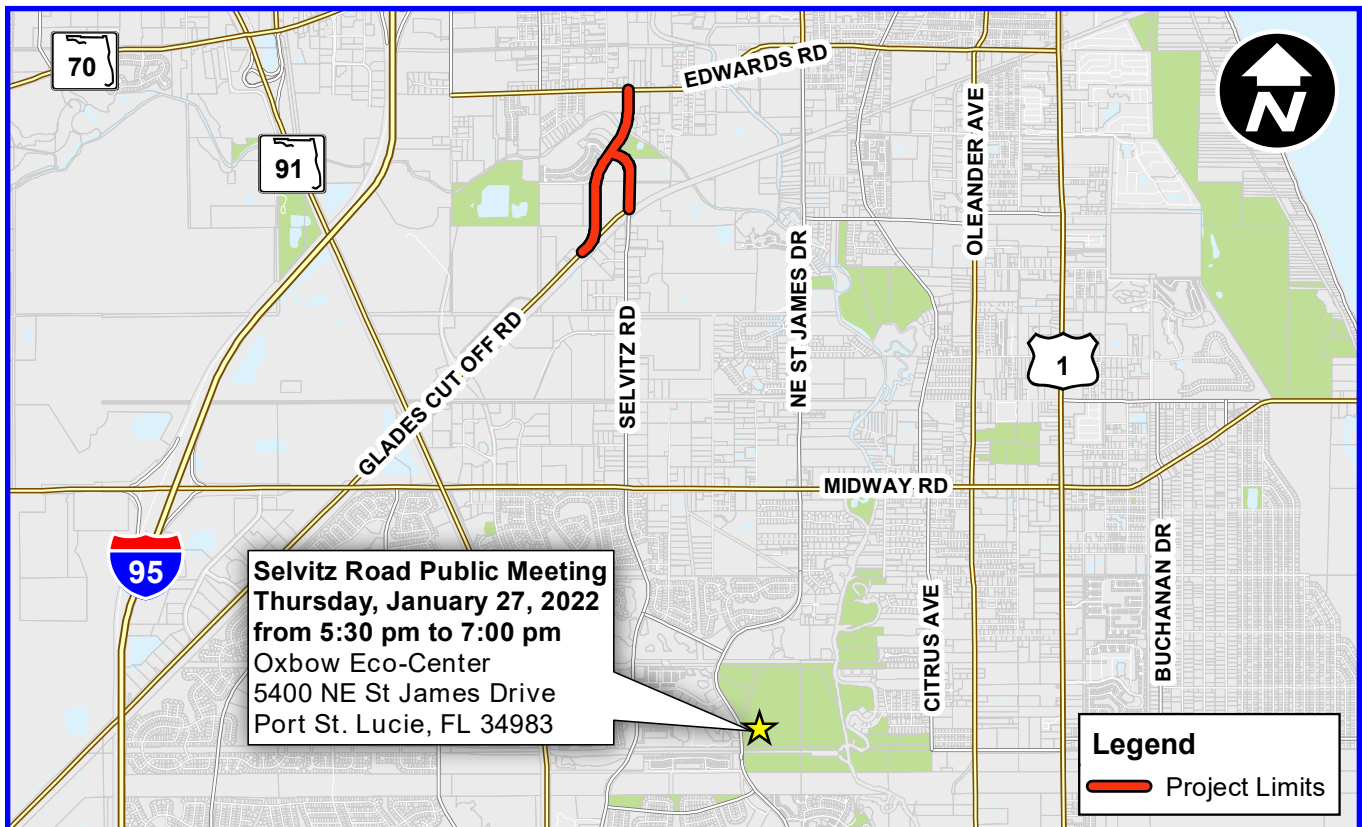 70
EDWARDS RD
N
91
OLEANDER AVE
NE ST JAMES DR
SELVITZ RD
GLADES CUT OFF RD
1
MIDWAY RD
95
Selvitz Road Public Meeting
Thursday, January 27, 2022
from 5:30 pm to 7:00 pm
Oxbow Eco-Center
5400 NE St James Drive
Port St. Lucie, FL 34983
CITRUS AVE
BUCHANAN DR
Legend
Project Limits